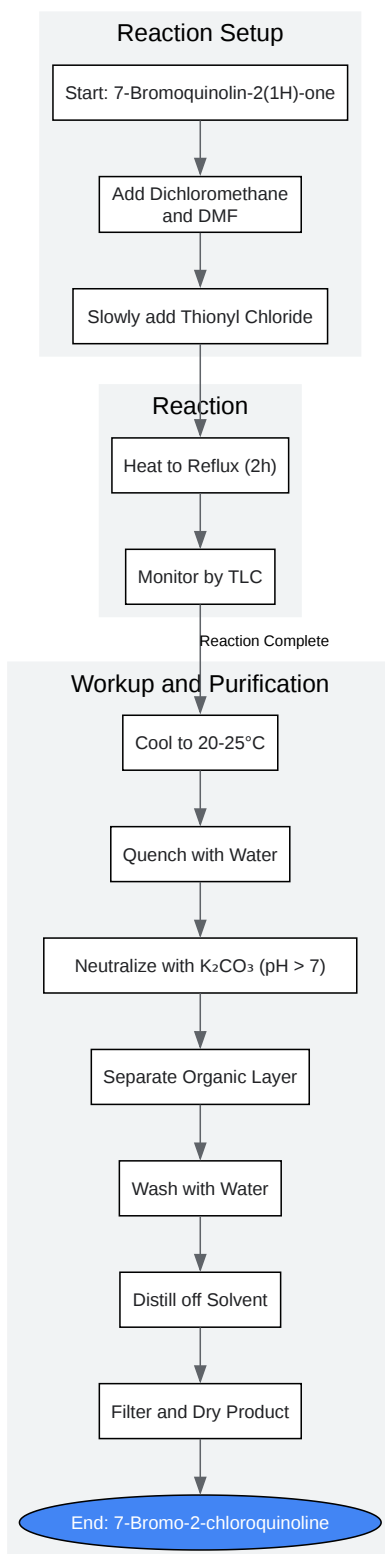 Reaction Setup
Start: 7-Bromoquinolin-2(1H)-one
Add Dichloromethane
and DMF
Slowly add Thionyl Chloride
Reaction
Heat to Reflux (2h)
Monitor by TLC
Reaction Complete
Workup and Purification
Cool to 20-25°C
Quench with Water
Neutralize with K₂CO₃ (pH > 7)
Separate Organic Layer
Wash with Water
Distill off Solvent
Filter and Dry Product
End: 7-Bromo-2-chloroquinoline